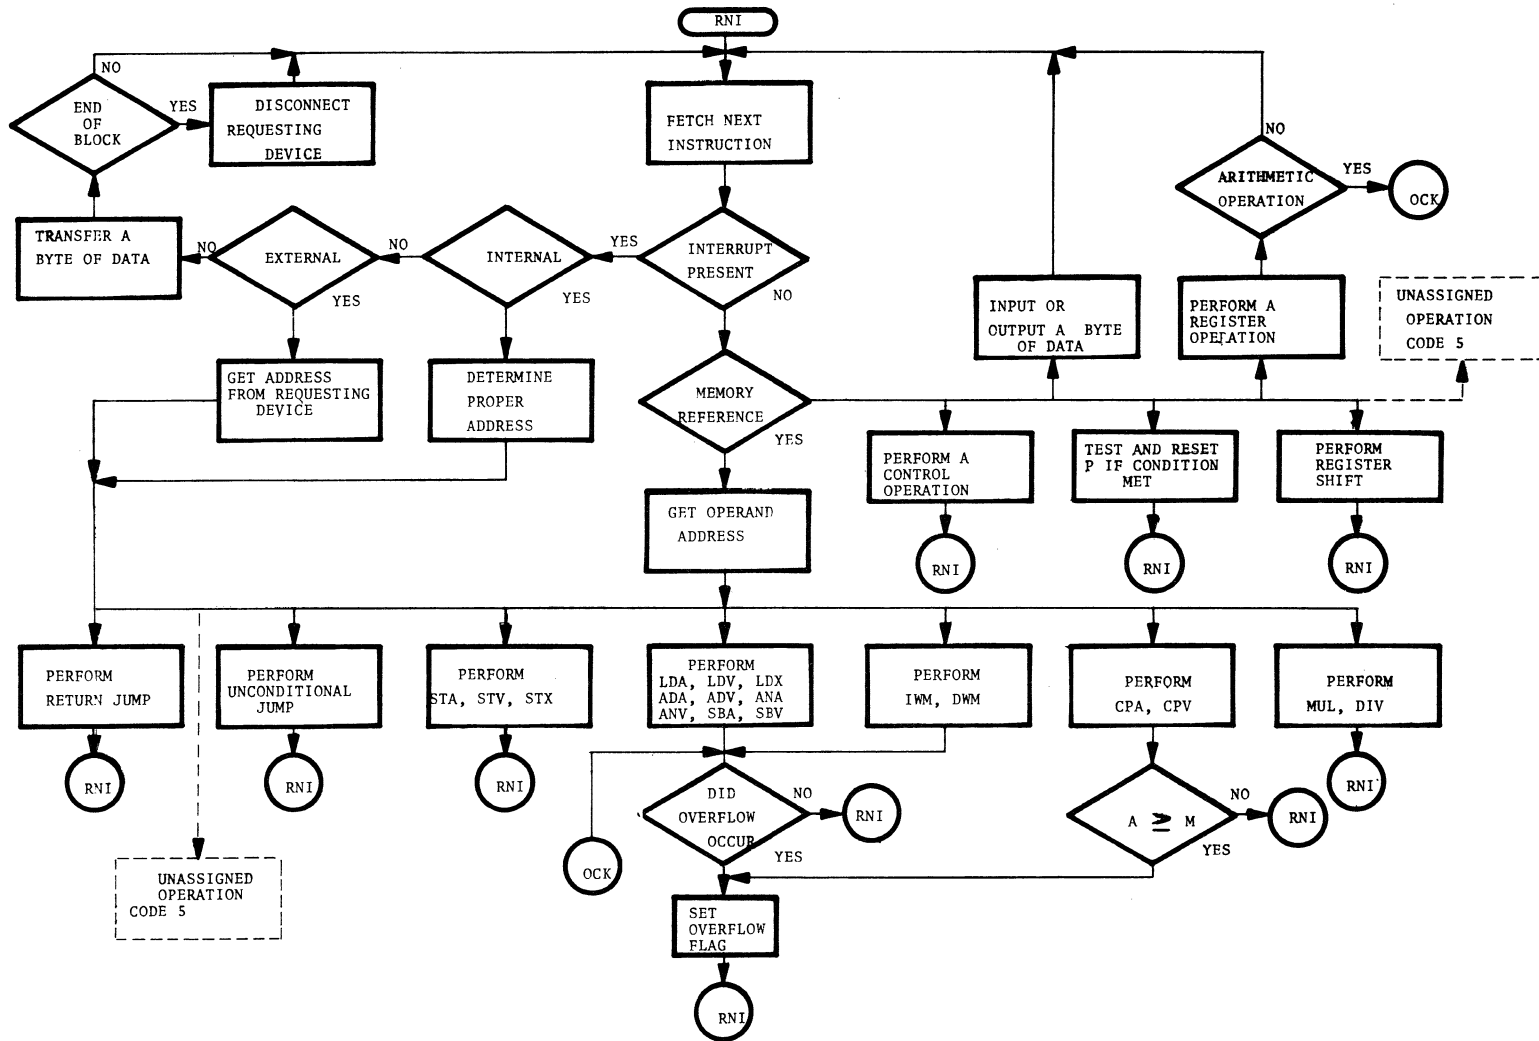 RNI
NO
END
OF
BLOCK
YES
DISCONNECT
REQUESTING
DEVICE
FETCH NEXT
INSTRUCTION
NO
ARITHMETIC
OPERATION
YES
OCK
TRANSFER A
BYTE OF DATA
NO
EXTERNAL
YES
NO
INTERNAL
YES
YES
INTERRUPT
PRESENT
NO
INPUT OR
OUTPUT A BYTE
OF DATA
PERFORM A
REGISTER
OPERATION
UNASSIGNED
OPERATION
CODE 5
GET ADDRESS
FROM REQUESTING
DEVICE
DETERMINE
PROPER
ADDRESS
MEMORY
REFERENCE
YES
PERFORM A
CONTROL
OPERATION
TEST AND RESET
P IF CONDITION
MET
PERFORM
REGISTER
SHIFT
GET OPERAND
ADDRESS
RNI
RNI
RNI
PERFORM
RETURN JUMP
PERFORM
UNCONDITIONAL
JUMP
PERFORM
STA, STV, STX
PERFORM
LDA, LDV, LDX
ADA, ADV, ANA
ANV, SBA, SBV
PERFORM
IWM, DWM
PERFORM
CPA, CPV
PERFORM
MUL, DIV
RNI
RNI
RNI
DID
OVERFLOW
OCCUR
NO
RNI
YES
A ≥ M
NO
RNI
YES
RNI
UNASSIGNED
OPERATION
CODE 5
OCK
SET
OVERFLOW
FLAG
RNI